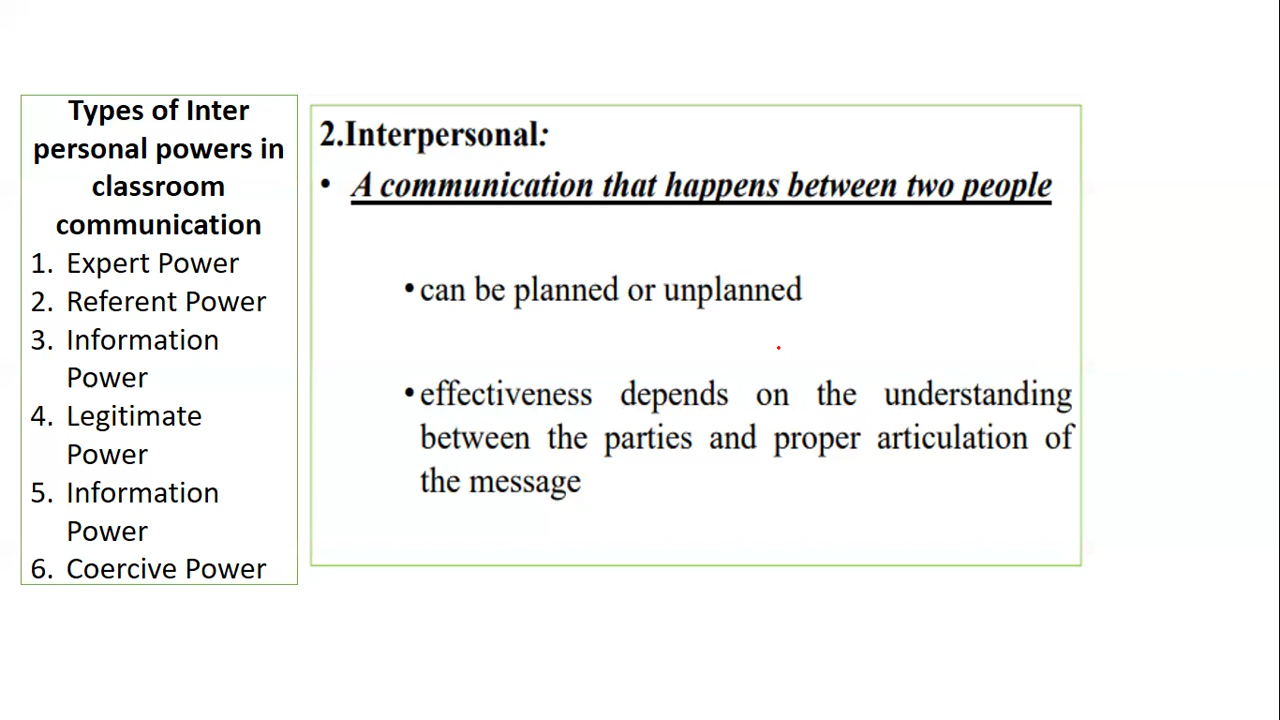 Types of Inter
personal powers in
classroom
communication
1. Expert Power
2. Referent Power
3. Information
Power
4. Legitimate
Power
5. Information
Power
6. Coercive Power
2.Interpersonal:
• A communication that happens between two people
• can be planned or unplanned
• effectiveness depends on the understanding
between the parties and proper articulation of
the message